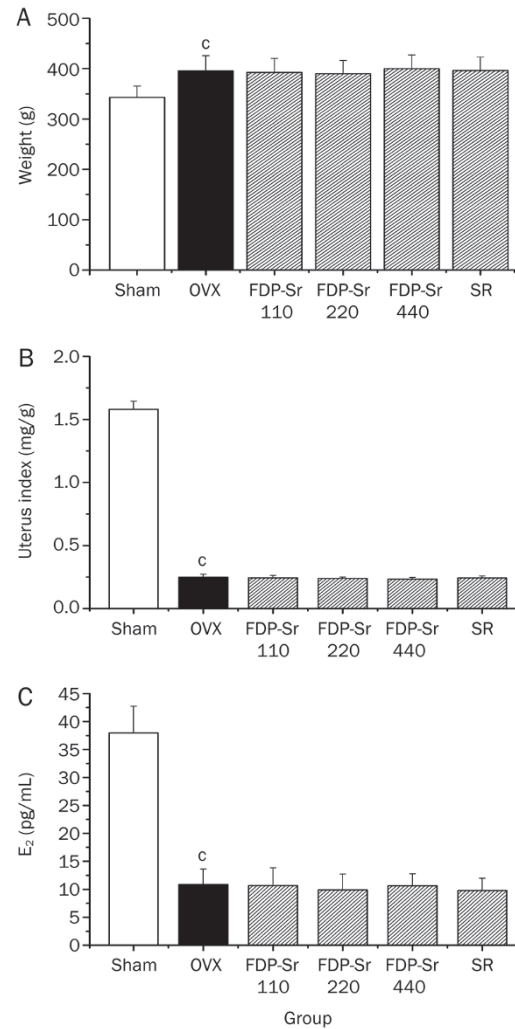 A
500
400
300
200
100
0
Weight (g)
c
Sham OVX FDP-Sr FDP-Sr FDP-Sr SR
110 220 440
B
2.0
1.5
1.0
0.5
0.0
Uterus index (mg/g)
c
Sham OVX FDP-Sr FDP-Sr FDP-Sr SR
110 220 440
C
45
40
35
30
25
20
15
10
5
0
E₂ (pg/mL)
c
Sham OVX FDP-Sr FDP-Sr FDP-Sr SR
110 220 440
Group